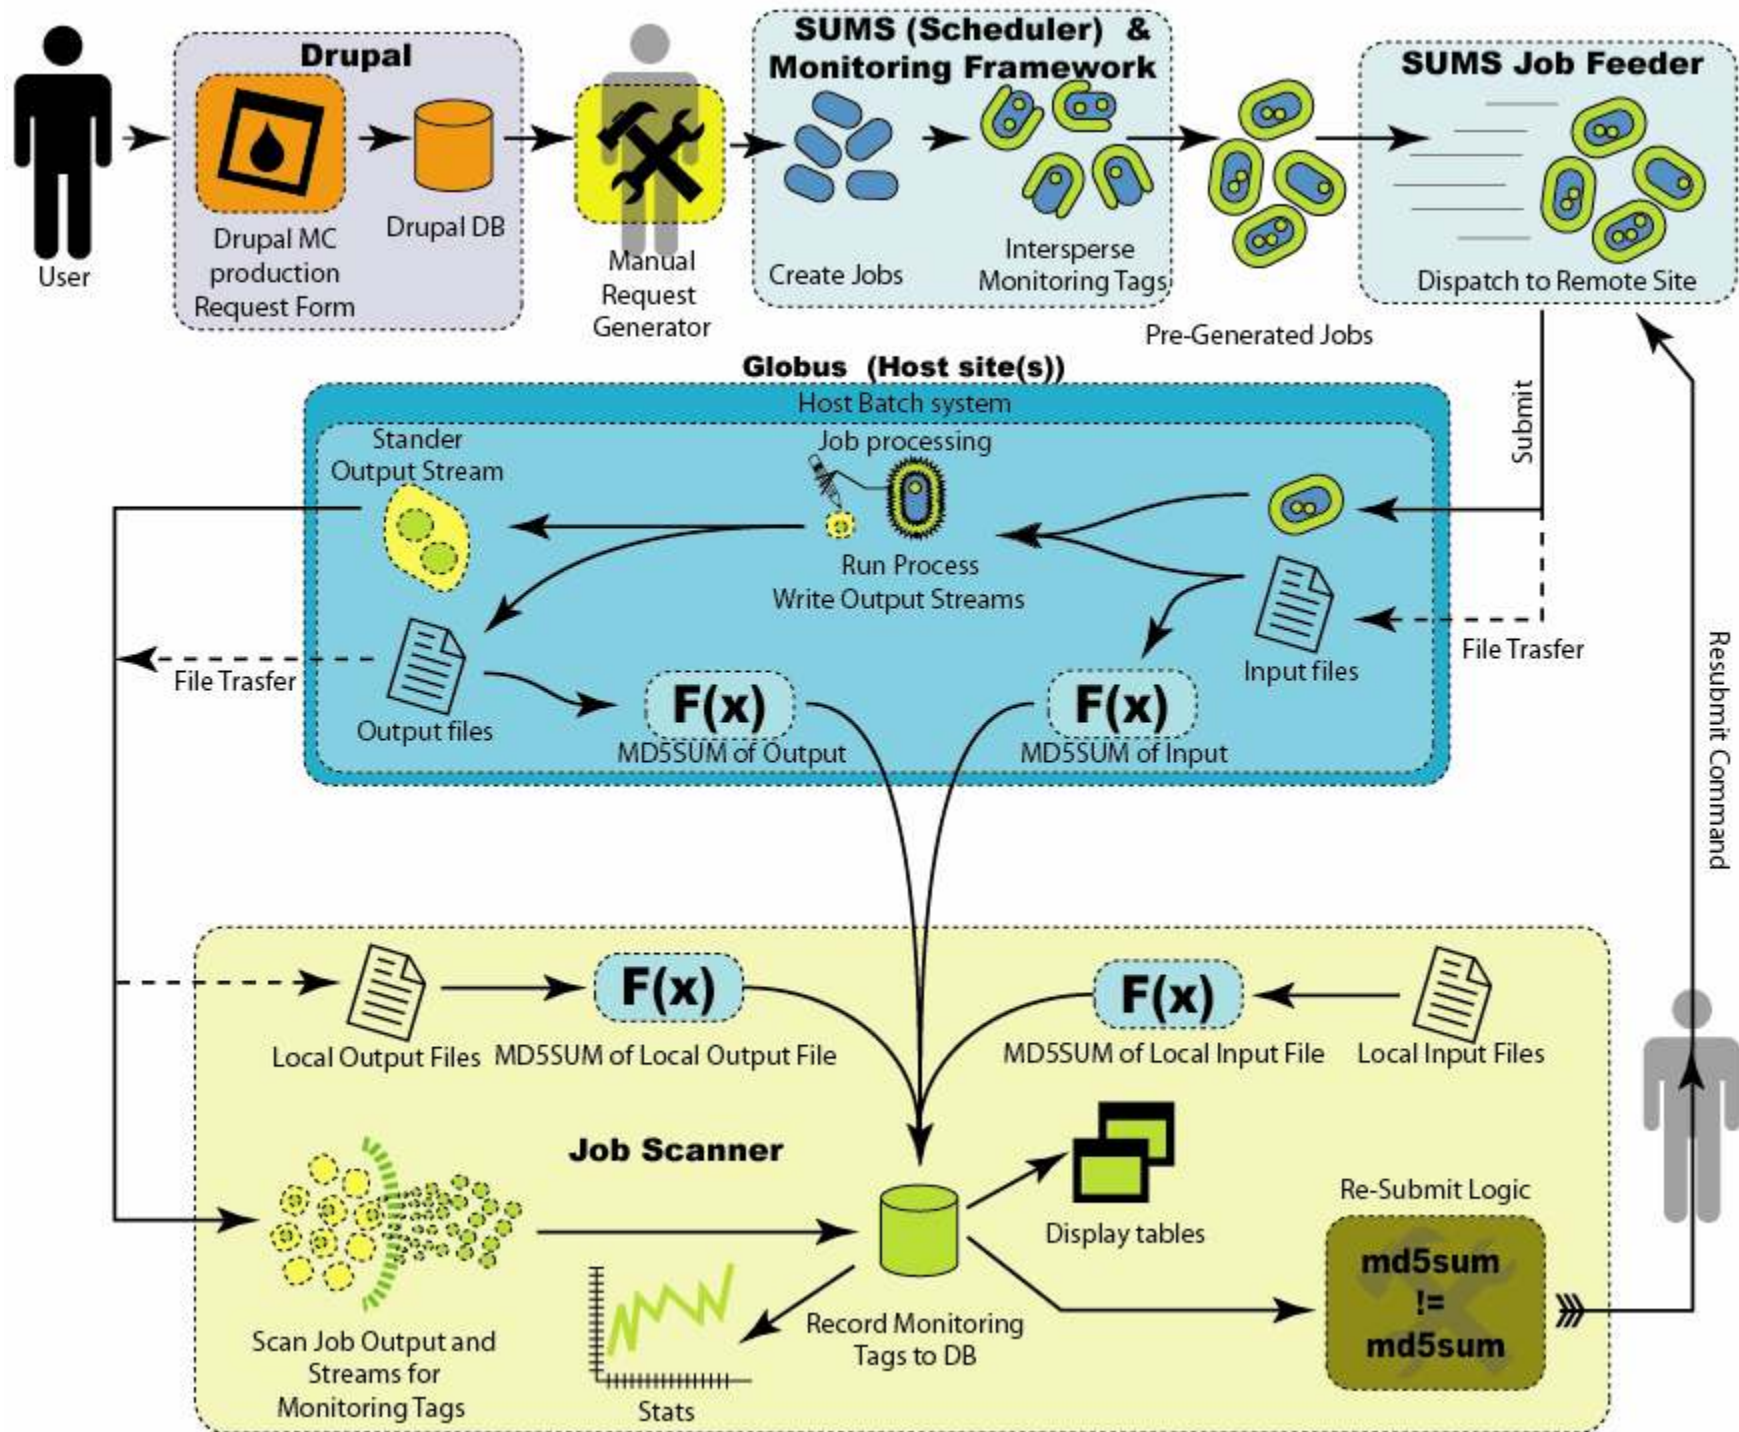 Drupal
SUMS (Scheduler) &
Monitoring Framework
SUMS Job Feeder
User
Drupal MC
production
Request Form
Drupal DB
Manual
Request
Generator
Create Jobs
Intersperse
Monitoring Tags
Pre-Generated Jobs
Dispatch to Remote Site
Globus (Host site(s))
Host Batch system
Stander
Output Stream
Job processing
Run Process
Write Output Streams
Submit
File Trasfer
Input files
File Trasfer
Output files
F(x)
MD5SUM of Output
F(x)
MD5SUM of Input
Resubmit Command
Local Output Files
F(x)
MD5SUM of Local Output File
F(x)
MD5SUM of Local Input File
Local Input Files
Job Scanner
Display tables
Re-Submit Logic
md5sum
!=
md5sum
Scan Job Output and
Streams for
Monitoring Tags
Stats
Record Monitoring
Tags to DB